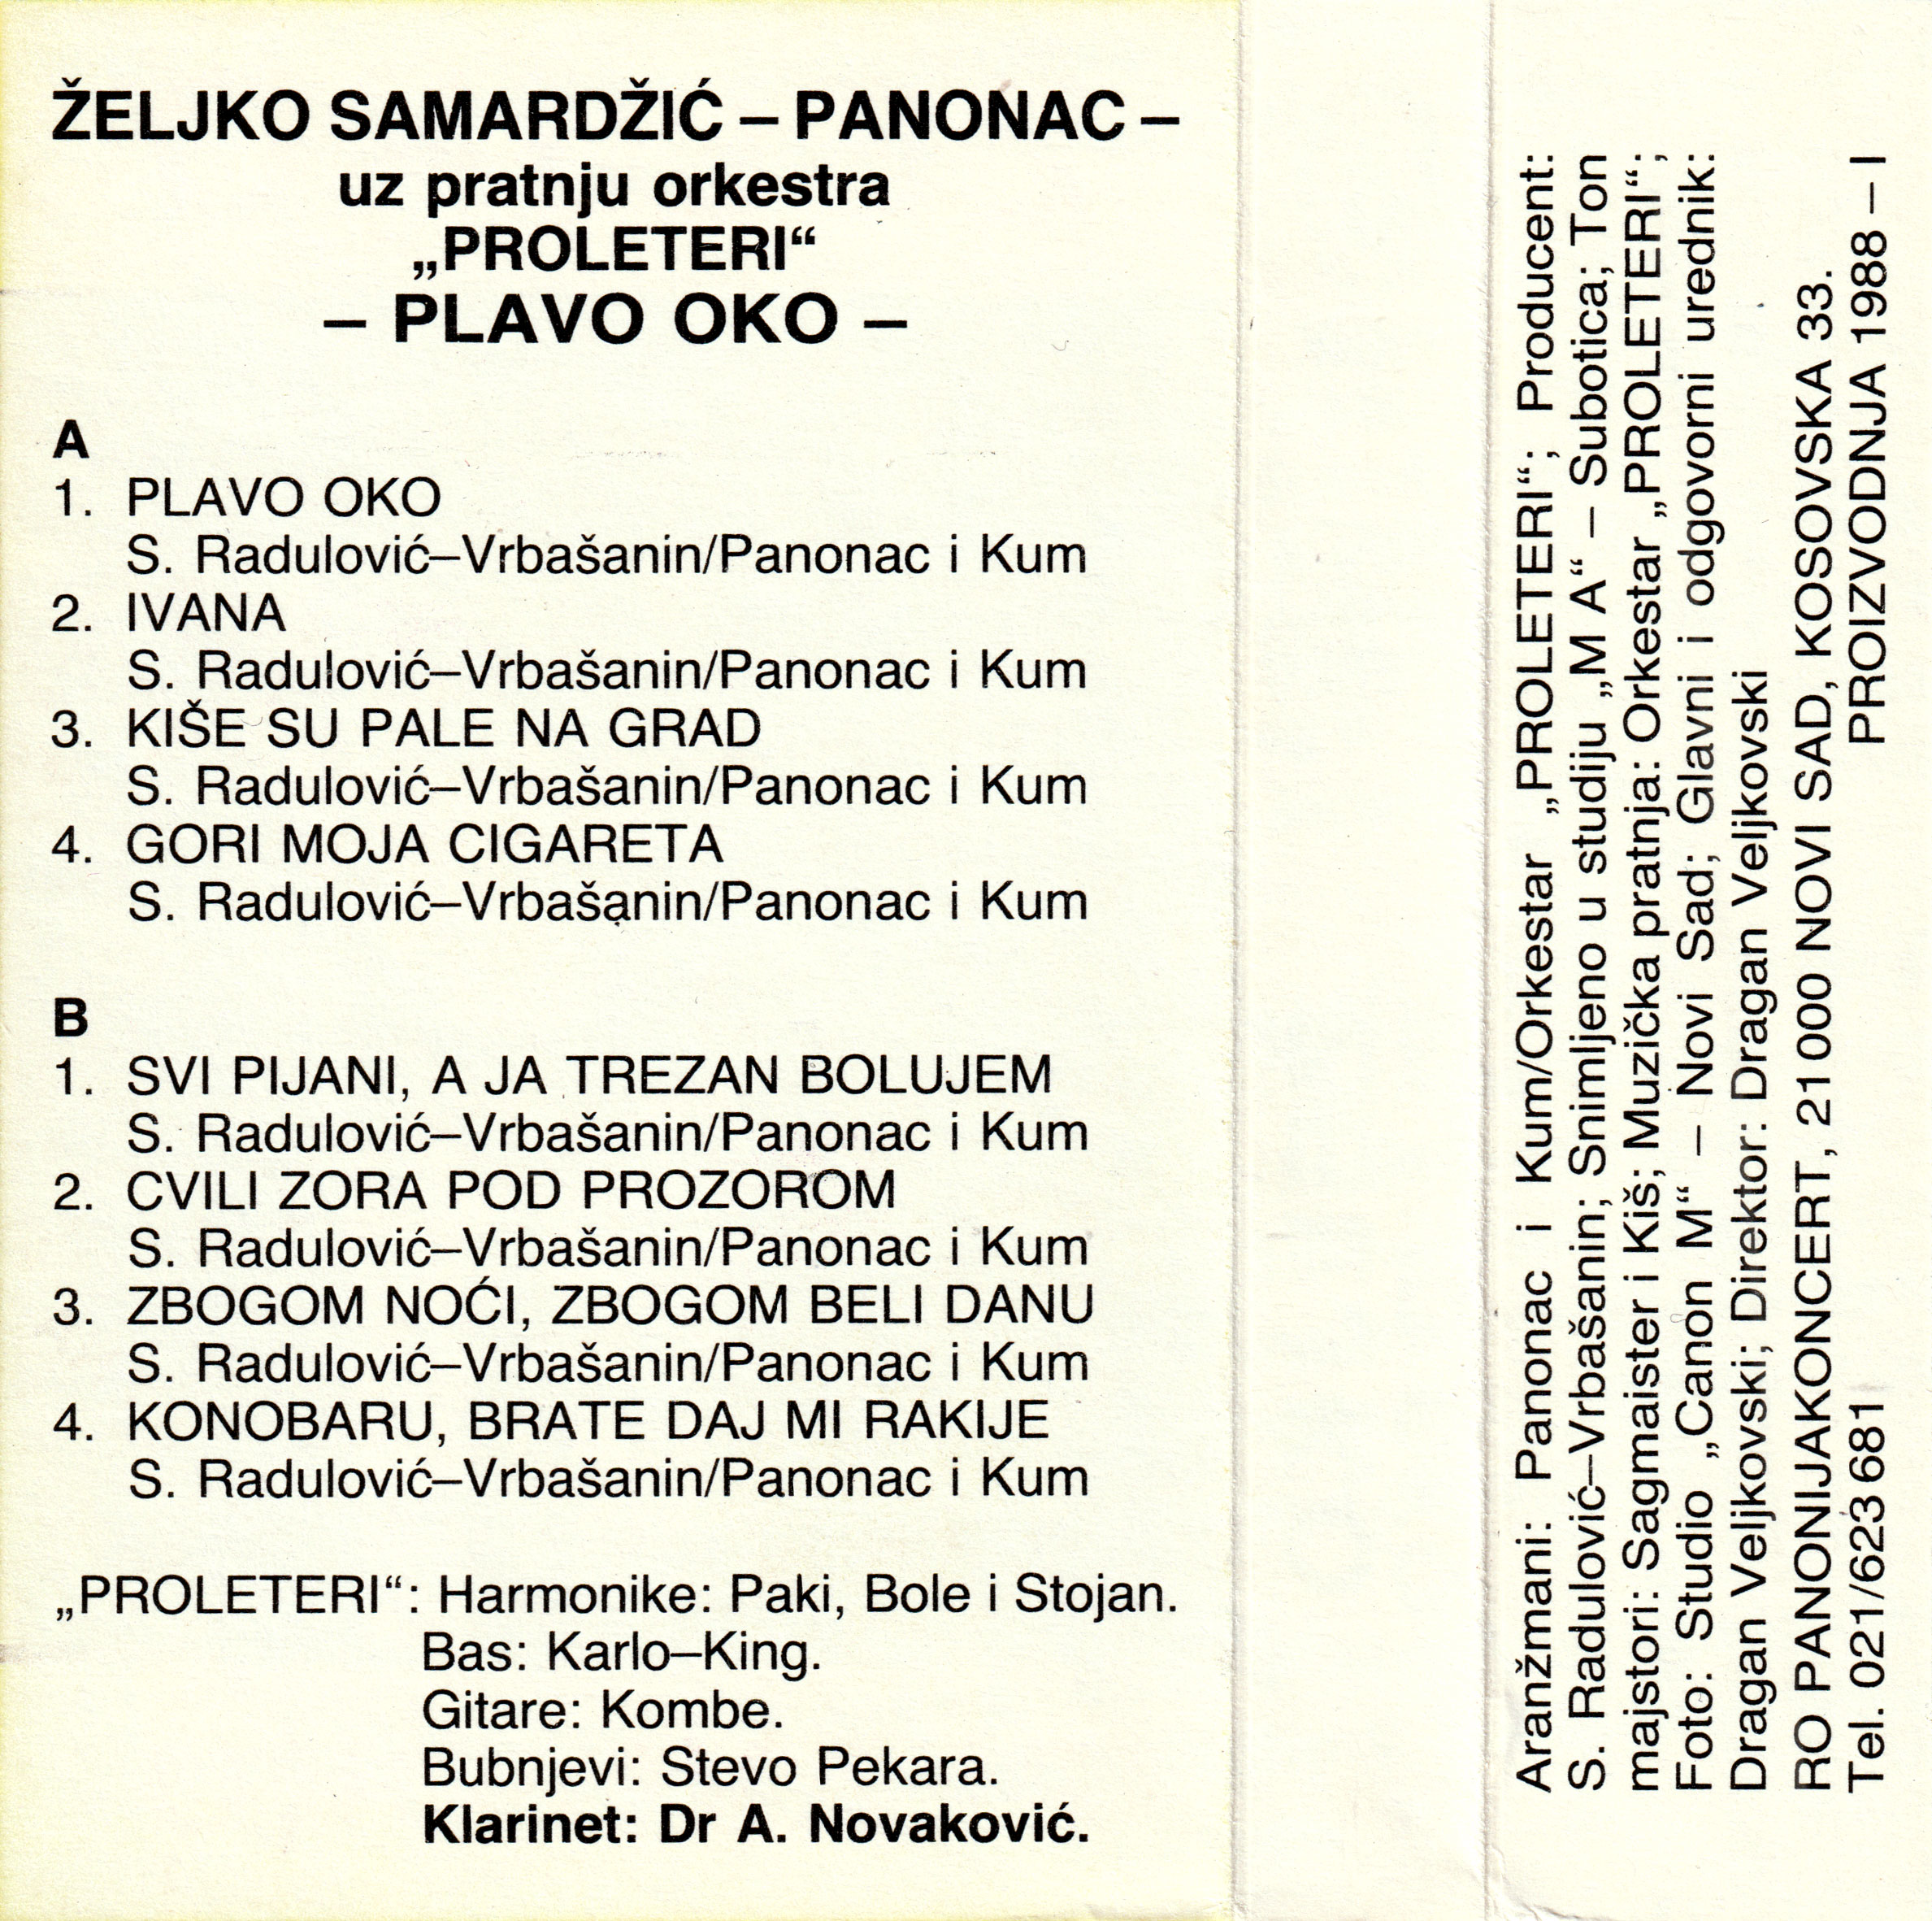 ŽELJKO SAMARDŽIĆ – PANONAC –
uz pratnju orkestra
„PROLETERI“
– PLAVO OKO –
A
1. PLAVO OKO
S. Radulović–Vrbašanin/Panonac i Kum
2. IVANA
S. Radulović–Vrbašanin/Panonac i Kum
3. KIŠE SU PALE NA GRAD
S. Radulović–Vrbašanin/Panonac i Kum
4. GORI MOJA CIGARETA
S. Radulović–Vrbašanin/Panonac i Kum
B
1. SVI PIJANI, A JA TREZAN BOLUJEM
S. Radulović–Vrbašanin/Panonac i Kum
2. CVILI ZORA POD PROZOROM
S. Radulović–Vrbašanin/Panonac i Kum
3. ZBOGOM NOĆI, ZBOGOM BELI DANU
S. Radulović–Vrbašanin/Panonac i Kum
4. KONOBARU, BRATE DAJ MI RAKIJE
S. Radulović–Vrbašanin/Panonac i Kum
„PROLETERI“: Harmonike: Paki, Bole i Stojan.
Bas: Karlo–King.
Gitare: Kombe.
Bubnjevi: Stevo Pekara.
Klarinet: Dr A. Novaković.
Aranžmani: Panonac i Kum/Orkestar „PROLETERI“; Producent:
S. Radulović–Vrbašanin; Snimljeno u studiju „M A“ – Subotica; Ton
majstori: Sagmaister i Kiš; Muzička pratnja: Orkestar „PROLETERI“;
Foto: Studio „Canon M“ – Novi Sad; Glavni i odgovorni urednik:
Dragan Veljkovski; Direktor: Dragan Veljkovski
RO PANONIJAKONCERT, 21 000 NOVI SAD, KOSOVSKA 33.
Tel. 021/623 681 PROIZVODNJA 1988 – I